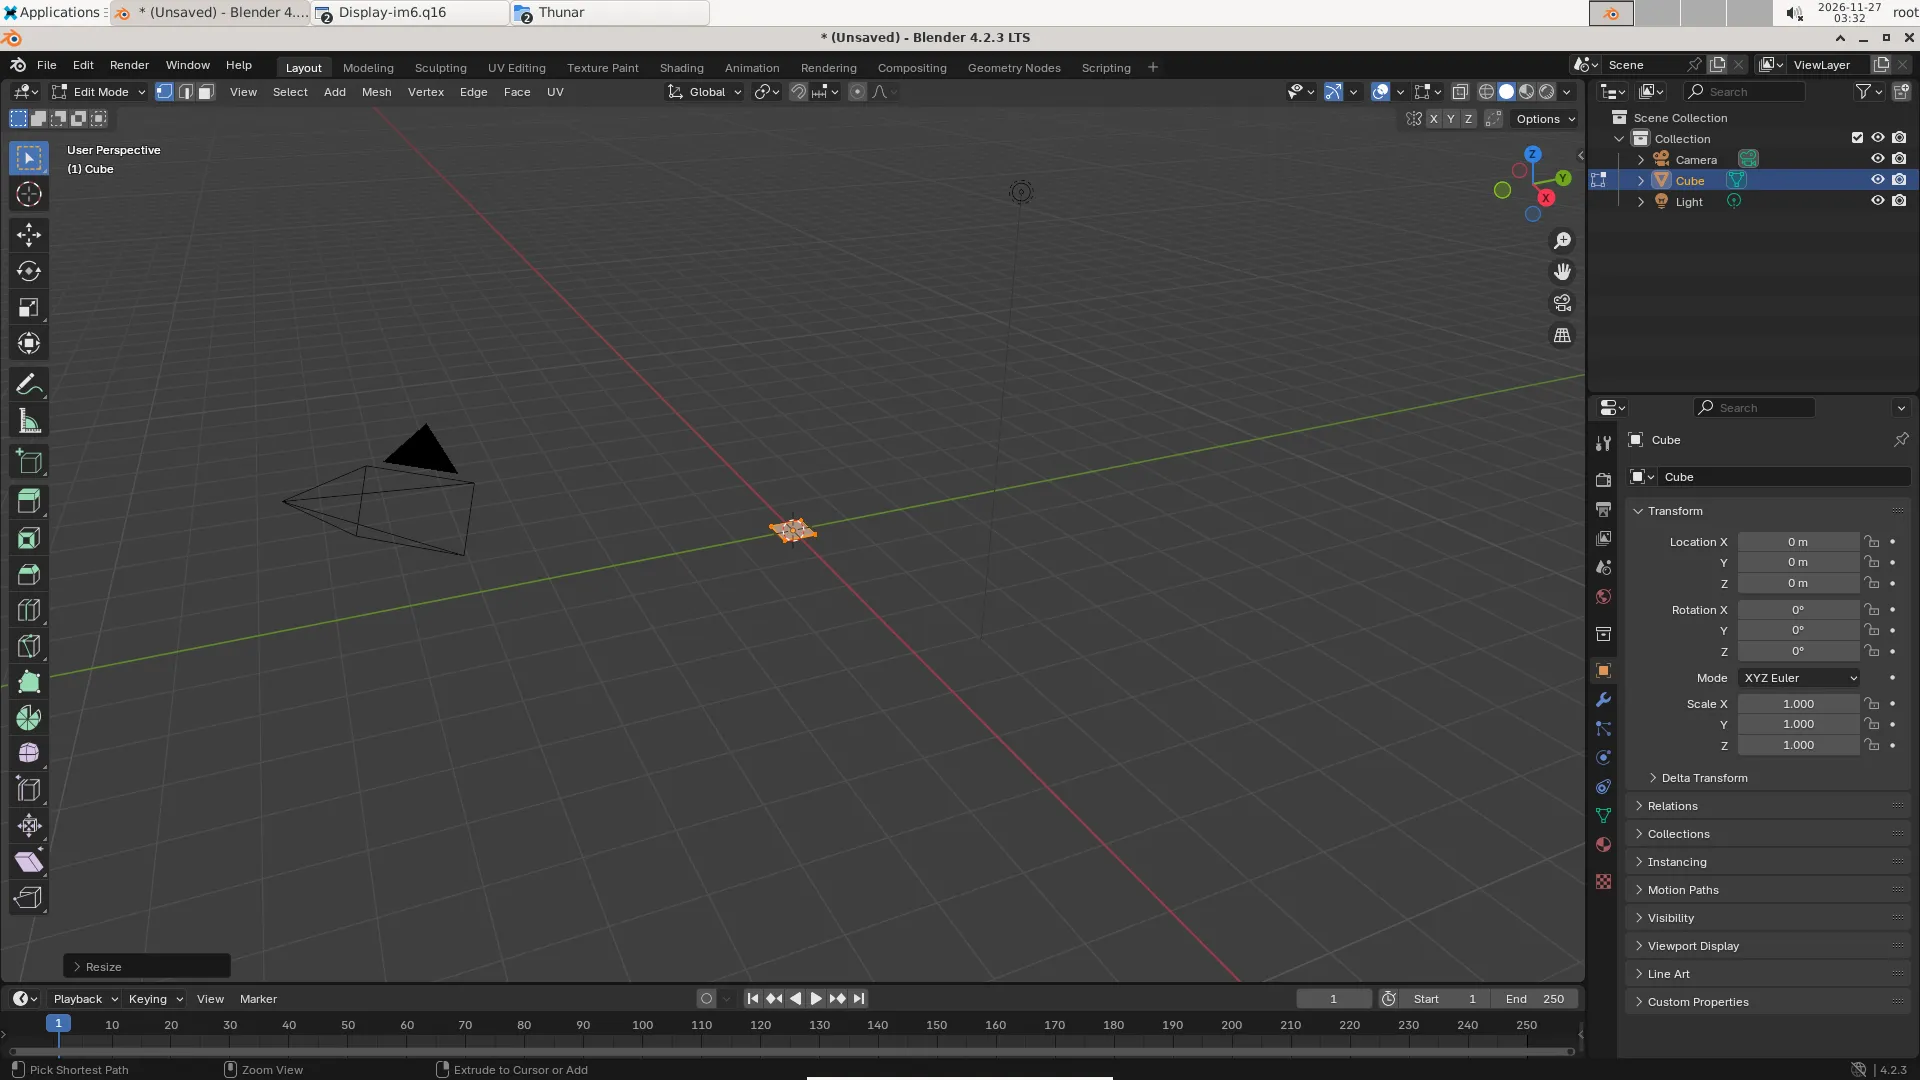 Applications
* (Unsaved) - Blender 4....
2
Display-im6.q16
2
Thunar
2026-11-27
03:32
root
* (Unsaved) - Blender 4.2.3 LTS
File
Edit
Render
Window
Help
Layout
Modeling
Sculpting
UV Editing
Texture Paint
Shading
Animation
Rendering
Compositing
Geometry Nodes
Scripting
Scene
ViewLayer
Edit Mode
View
Select
Add
Mesh
Vertex
Edge
Face
UV
Global
Search
X
Y
Z
Options
User Perspective
(1) Cube
Z
Y
X
Scene Collection
Collection
Camera
Cube
Light
Search
Cube
Cube
Transform
Location X
0 m
Y
0 m
Z
0 m
Rotation X
0°
Y
0°
Z
0°
Mode
XYZ Euler
Scale X
1.000
Y
1.000
Z
1.000
Delta Transform
Relations
Collections
Instancing
Motion Paths
Visibility
Viewport Display
Line Art
Custom Properties
Resize
Playback
Keying
View
Marker
1
Start
1
End
250
1
10
20
30
40
50
60
70
80
90
100
110
120
130
140
150
160
170
180
190
200
210
220
230
240
250
Pick Shortest Path
Zoom View
Extrude to Cursor or Add
4.2.3